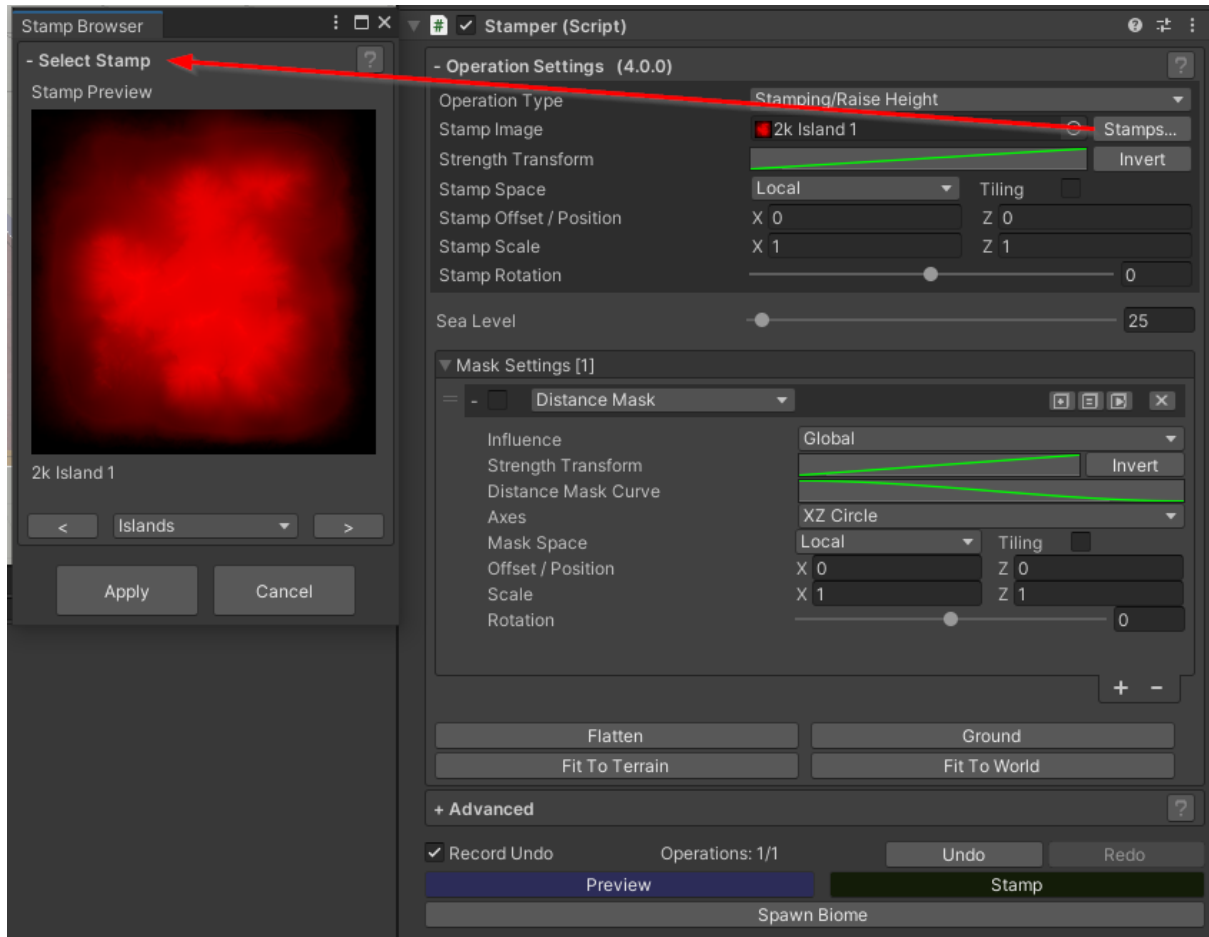 Stamp Browser
- Select Stamp ?
Stamp Preview
2k Island 1
< Islands >
Apply Cancel
# Stamper (Script)
- Operation Settings (4.0.0) ?
Operation Type Stamping/Raise Height
Stamp Image 2k Island 1 Stamps...
Strength Transform Invert
Stamp Space Local Tiling
Stamp Offset / Position X 0 Z 0
Stamp Scale X 1 Z 1
Stamp Rotation 0
Sea Level 25
Mask Settings [1]
- Distance Mask
Influence Global
Strength Transform Invert
Distance Mask Curve
Axes XZ Circle
Mask Space Local Tiling
Offset / Position X 0 Z 0
Scale X 1 Z 1
Rotation 0
+ -
Flatten Ground
Fit To Terrain Fit To World
+ Advanced ?
Record Undo Operations: 1/1 Undo Redo
Preview Stamp
Spawn Biome